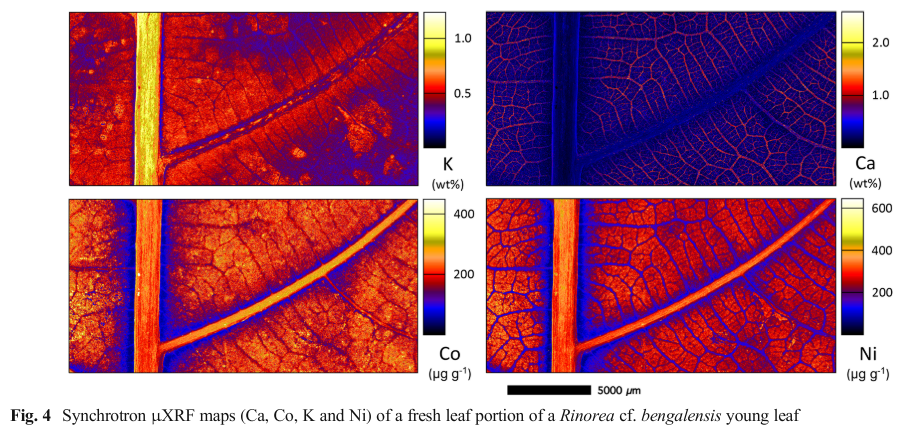 1.0
0.5
K
(wt%)
2.0
1.0
Ca
(wt%)
400
200
Co
(µg g⁻¹)
600
400
200
Ni
(µg g⁻¹)
5000 µm
Fig. 4 Synchrotron µXRF maps (Ca, Co, K and Ni) of a fresh leaf portion of a Rinorea cf. bengalensis young leaf